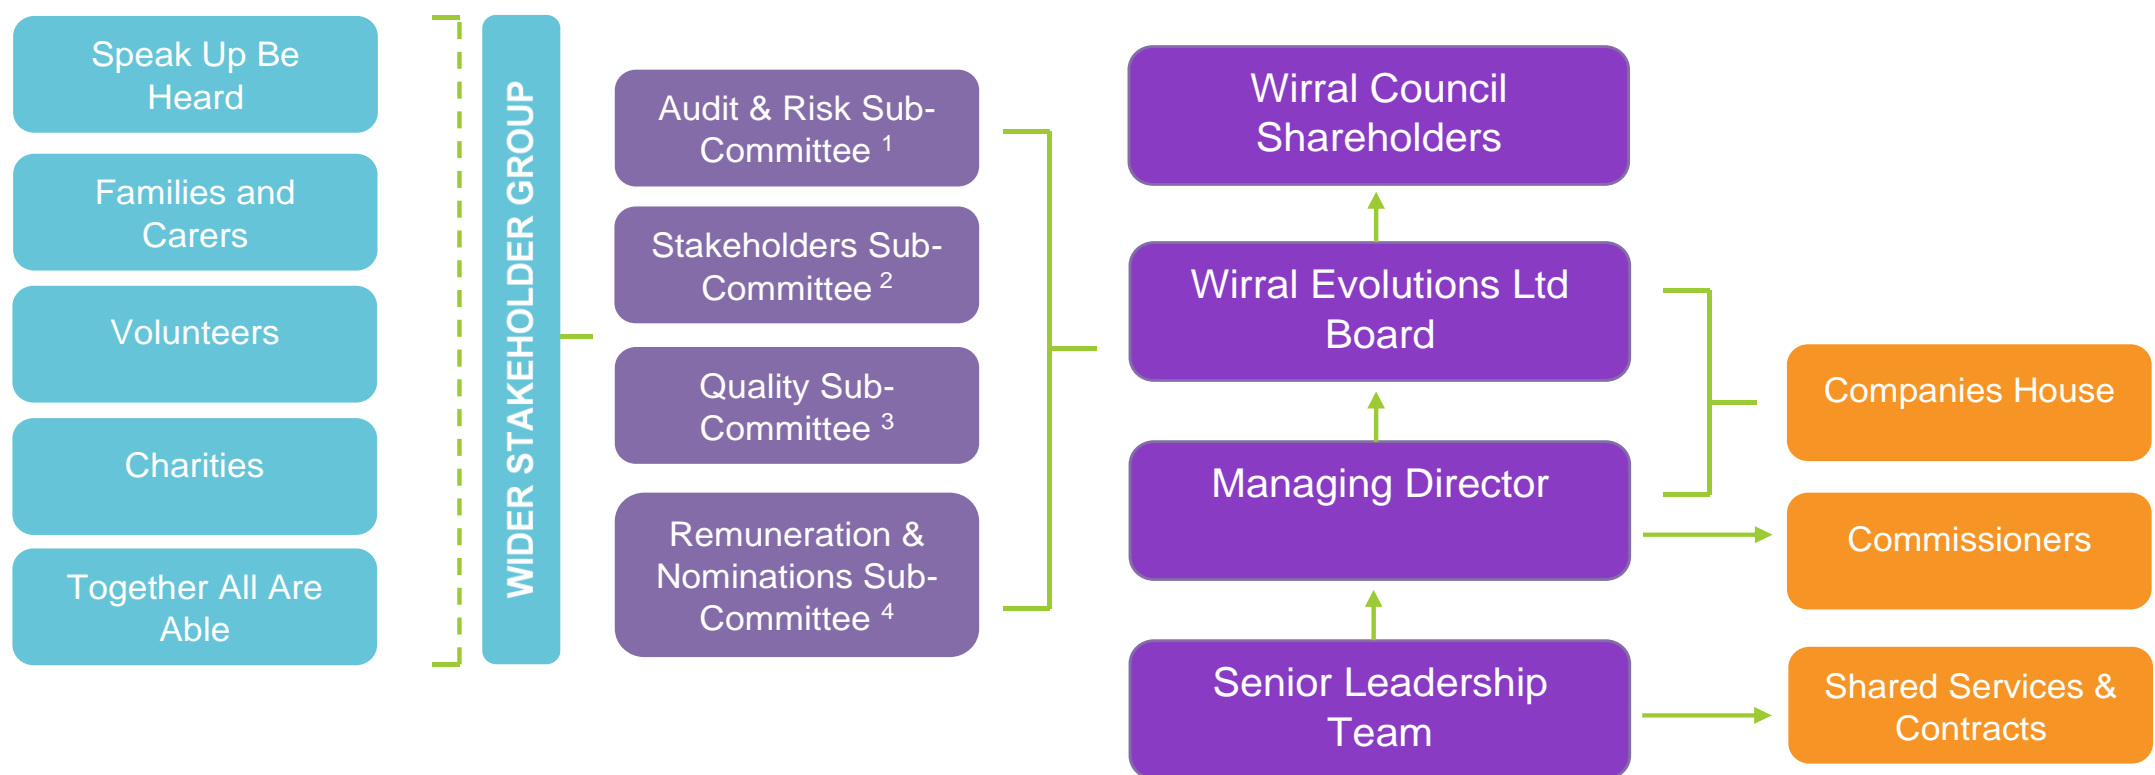 Speak Up Be
Heard
Families and
Carers
Volunteers
Charities
Together All Are
Able
WIDER STAKEHOLDER GROUP
Audit & Risk Sub-
Committee 1
Stakeholders Sub-
Committee 2
Quality Sub-
Committee 3
Remuneration &
Nominations Sub-
Committee 4
Wirral Council
Shareholders
Wirral Evolutions Ltd
Board
Managing Director
Senior Leadership
Team
Companies House
Commissioners
Shared Services &
Contracts